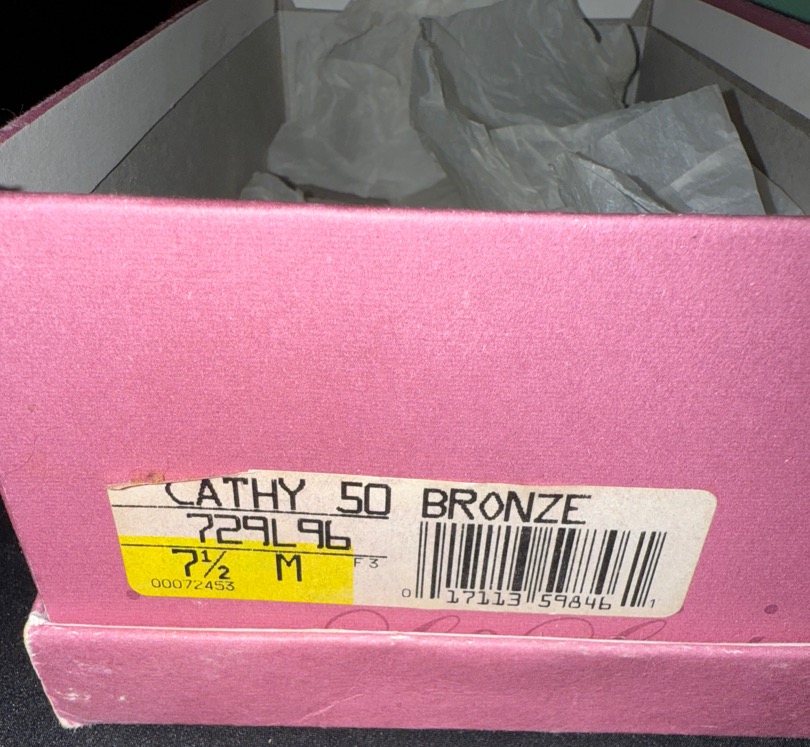 CATHY 50 BRONZE
729L96
7½ M F3
00072453
0 17113 59846 1